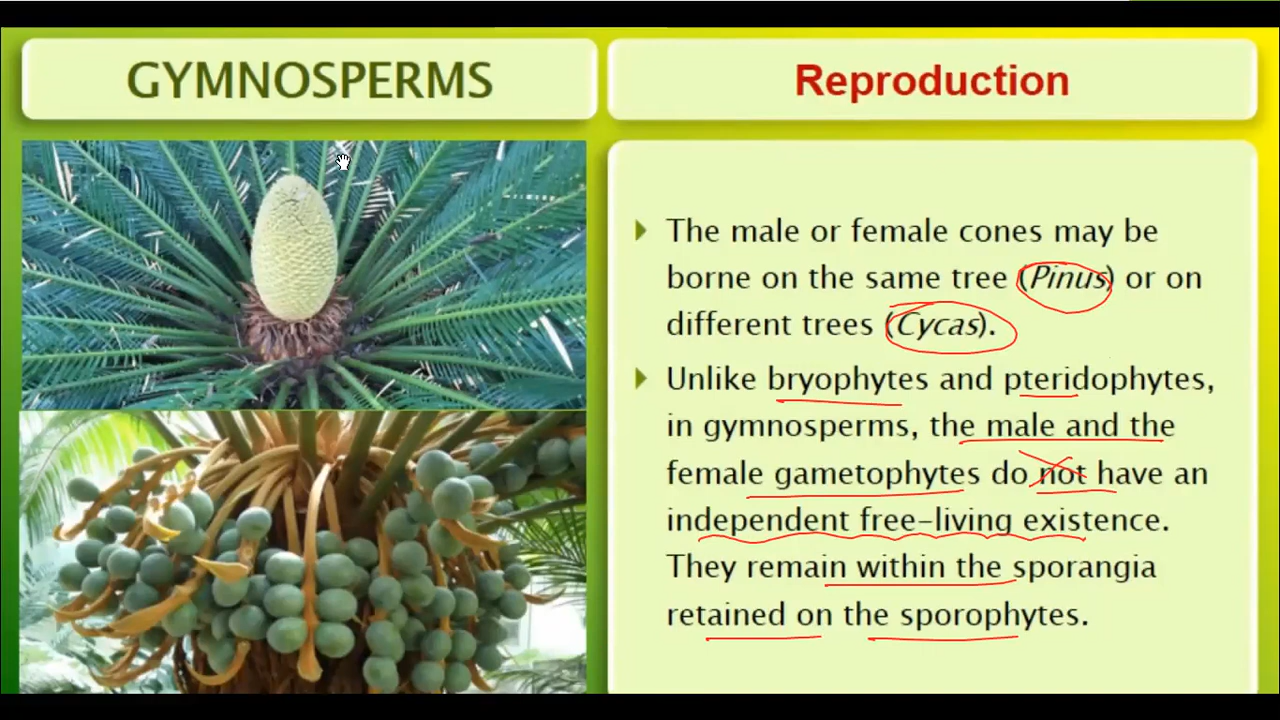 GYMNOSPERMS
Reproduction
The male or female cones may be
borne on the same tree (Pinus) or on
different trees (Cycas).
Unlike bryophytes and pteridophytes,
in gymnosperms, the male and the
female gametophytes do not have an
independent free-living existence.
They remain within the sporangia
retained on the sporophytes.